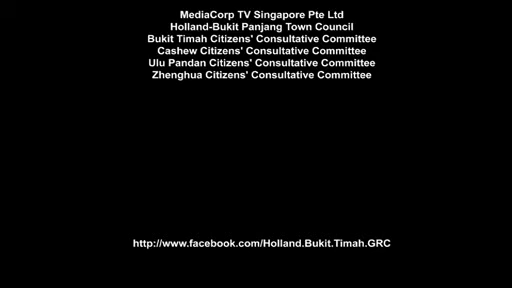 MediaCorp TV Singapore Pte Ltd
Holland-Bukit Panjang Town Council
Bukit Timah Citizens' Consultative Committee
Cashew Citizens' Consultative Committee
Ulu Pandan Citizens' Consultative Committee
Zhenghua Citizens' Consultative Committee
http://www.facebook.com/Holland.Bukit.Timah.GRC